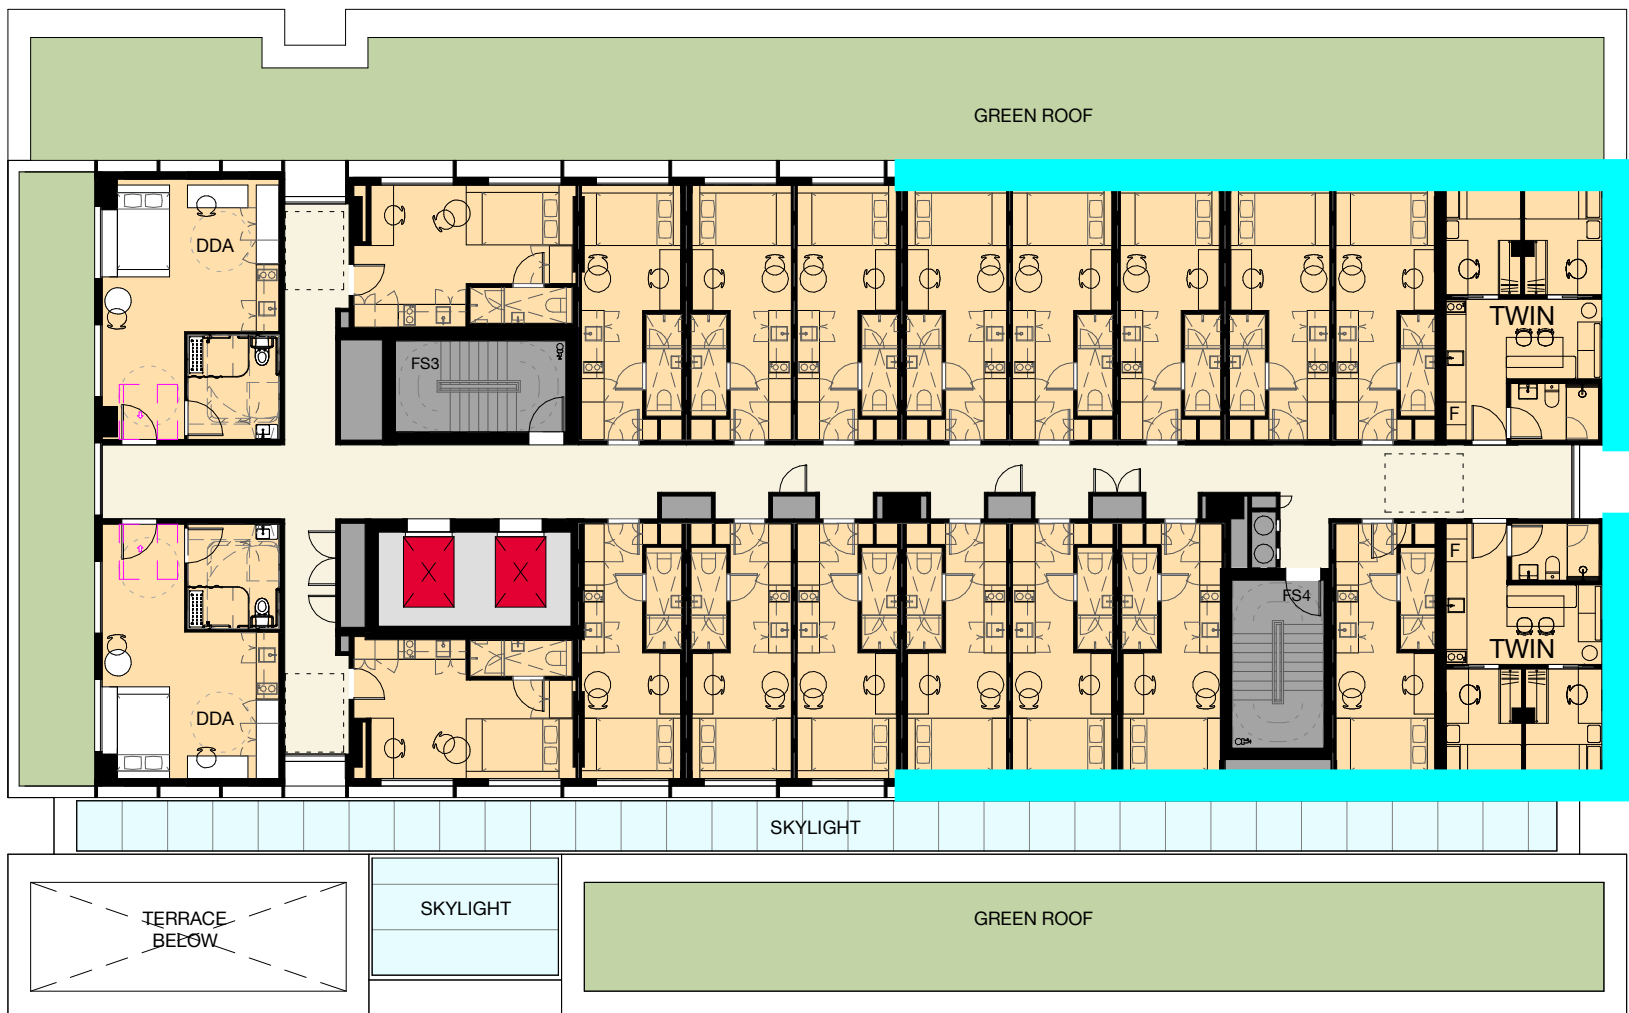 GREEN ROOF
DDA
TWIN
FS3
F
F
FS4
TWIN
DDA
SKYLIGHT
SKYLIGHT
TERRACE
BELOW
GREEN ROOF